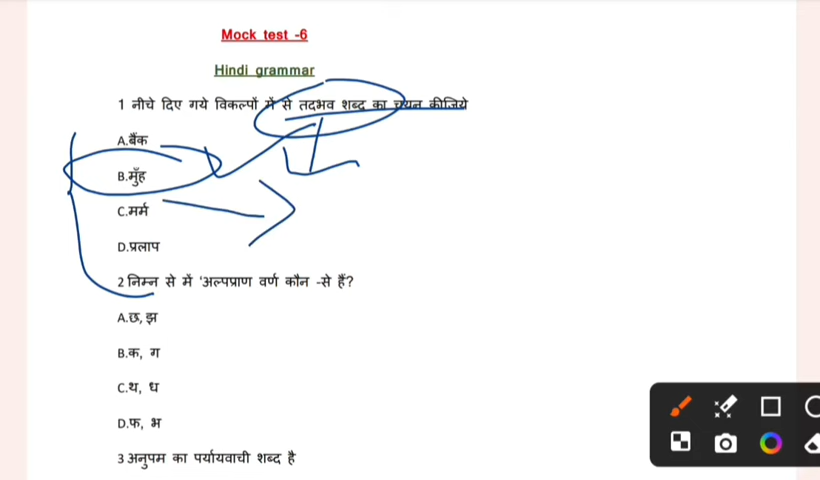 Mock test -6
Hindi grammar
1 नीचे दिए गये विकल्पों में से तदभव शब्द का चयन कीजिये
A.बैंक
B.मुँह
C.मर्म
D.प्रलाप
2 निम्न से में 'अल्पप्राण वर्ण कौन -से हैं?
A.छ, झ
B.क, ग
C.थ, ध
D.फ, भ
3 अनुपम का पर्यायवाची शब्द है